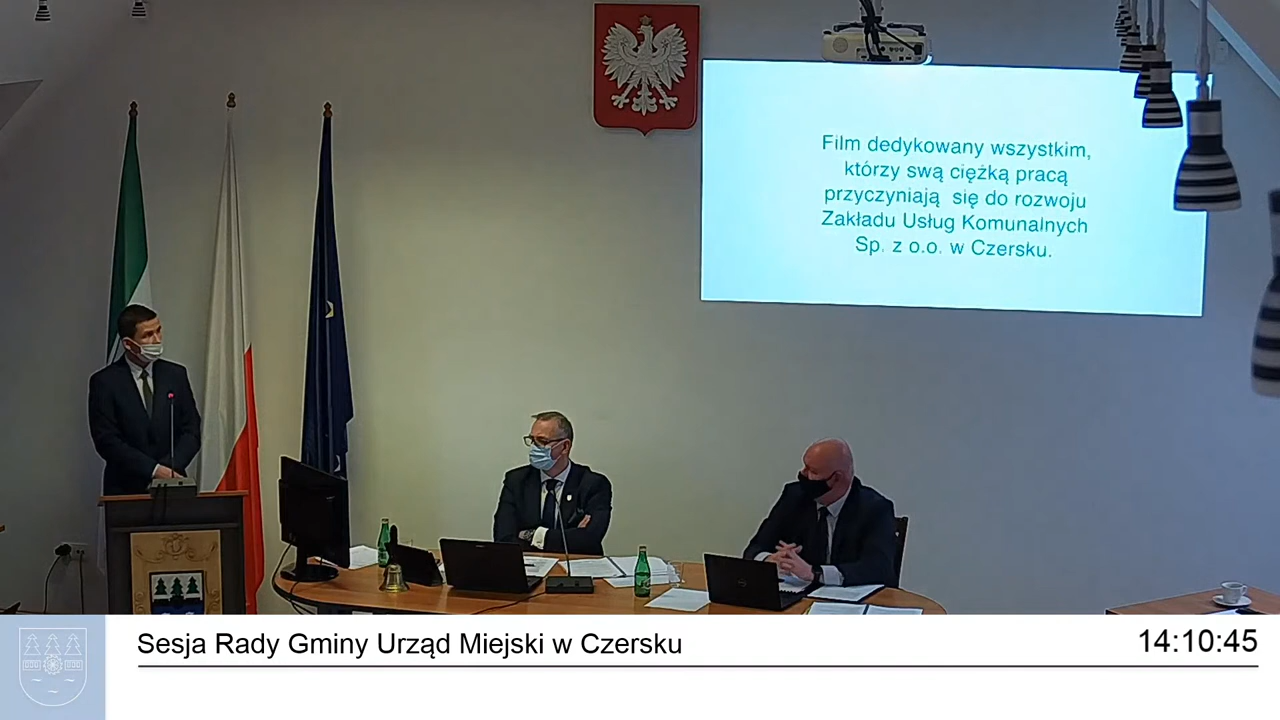 Film dedykowany wszystkim,
którzy swą ciężką pracą
przyczyniają się do rozwoju
Zakładu Usług Komunalnych
Sp. z o.o. w Czersku.
Sesja Rady Gminy Urząd Miejski w Czersku
14:10:45